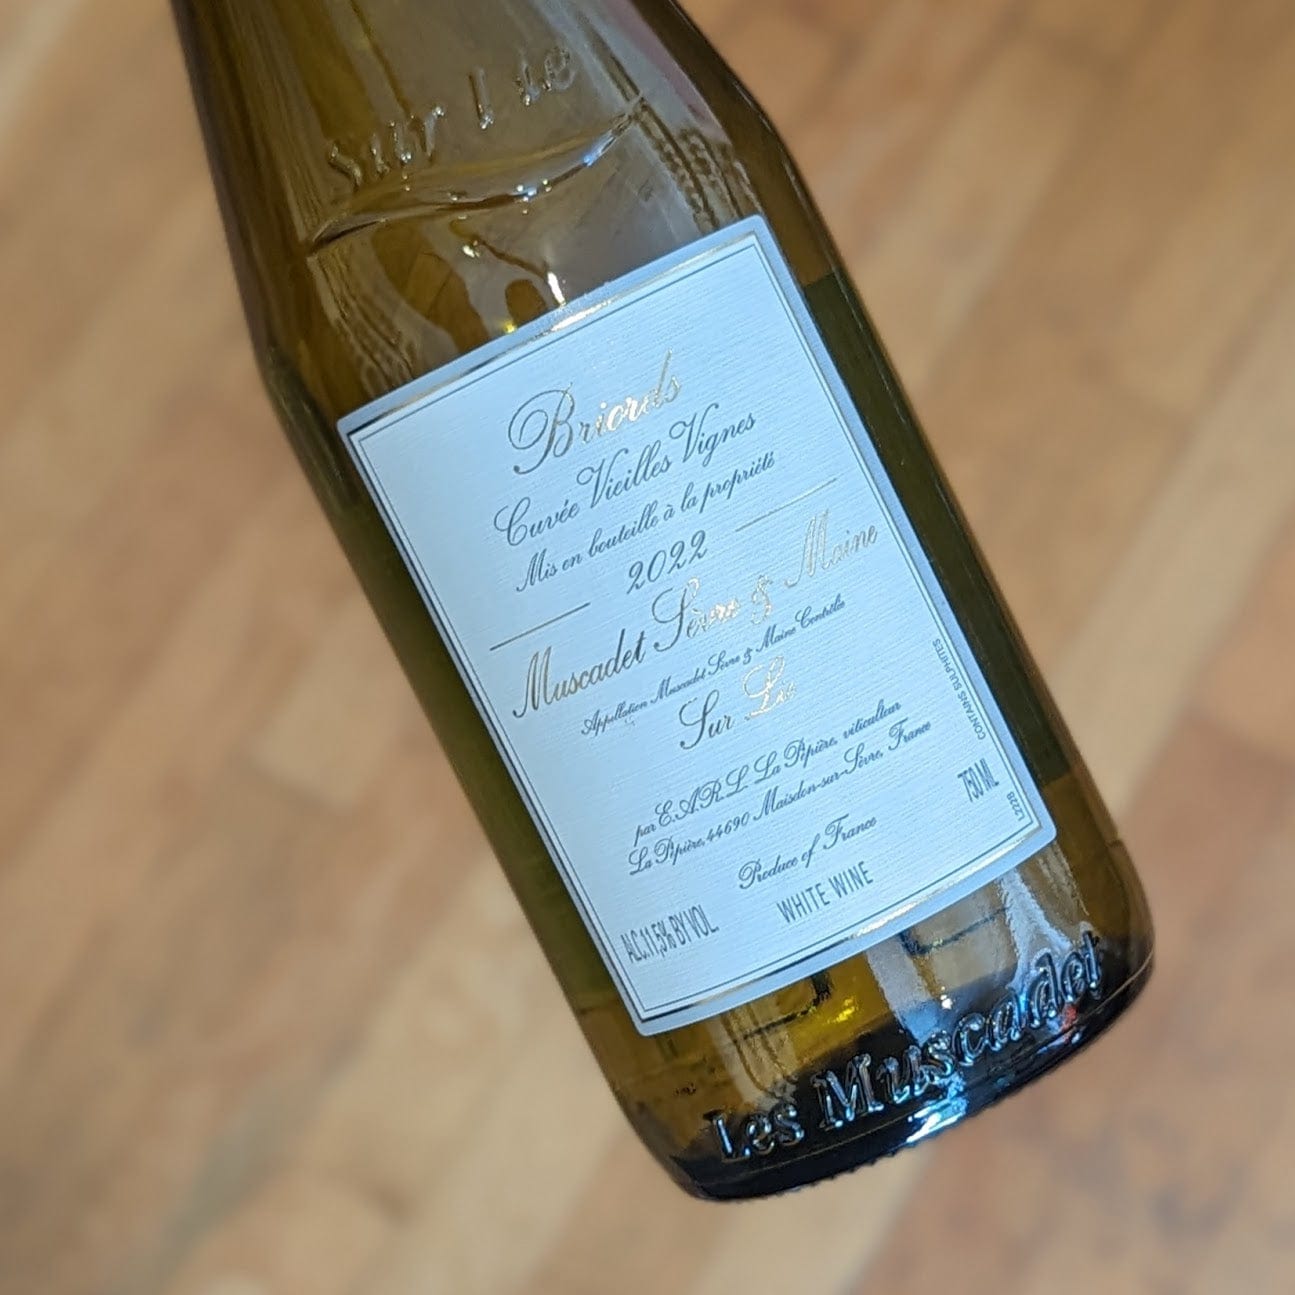 sur lie
Briords
Cuvée Vieilles Vignes
Mis en bouteille à la propriété
2022
Muscadet Sèvre & Maine
Appellation Muscadet Sèvre & Maine Contrôlée
Sur Lie
par E.A.R.L. La Pépière, viticulteur
La Pépière, 44690 Maisdon-sur-Sèvre, France
Produce of France
ALC.11,5% BY VOL.
WHITE WINE
750 ML
CONTAINS SULPHITES
L222B
Les Muscadet